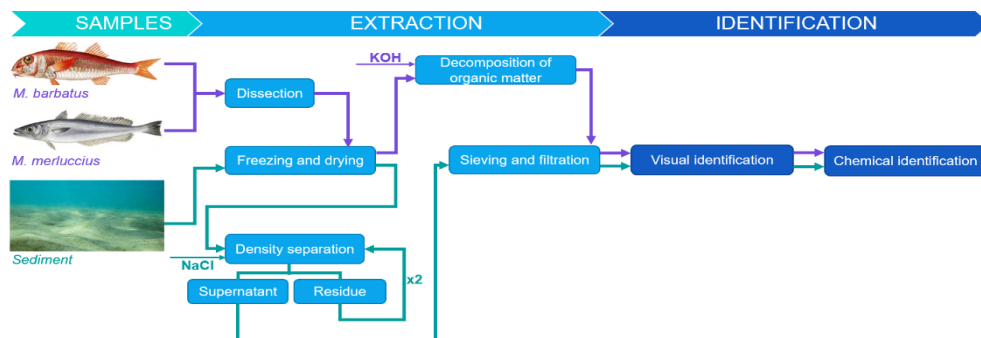 SAMPLES
EXTRACTION
IDENTIFICATION
M. barbatus
M. merluccius
Sediment
Dissection
KOH
Decomposition of
organic matter
Freezing and drying
Sieving and filtration
Visual identification
Chemical identification
Density separation
NaCl
x2
Supernatant
Residue